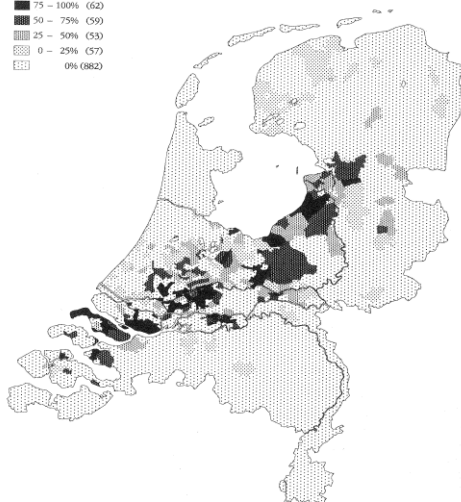 75 – 100% (62)
50 – 75% (59)
25 – 50% (53)
0 – 25% (57)
0% (882)